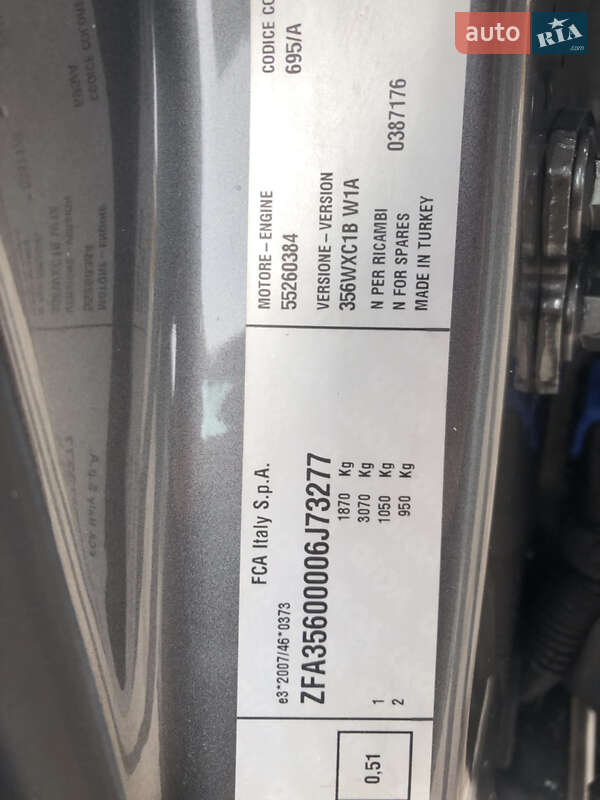 auto RIA
.com
FCA Italy S.p.A.
e3*2007/46*0373
ZFA35600006J73277
1870 Kg
3070 Kg
1 1050 Kg
2 950 Kg
0,51
MOTORE – ENGINE
55260384
VERSIONE – VERSION
356WXC1B W1A
N PER RICAMBI
N FOR SPARES 0387176
MADE IN TURKEY
CODICE CO
695/A